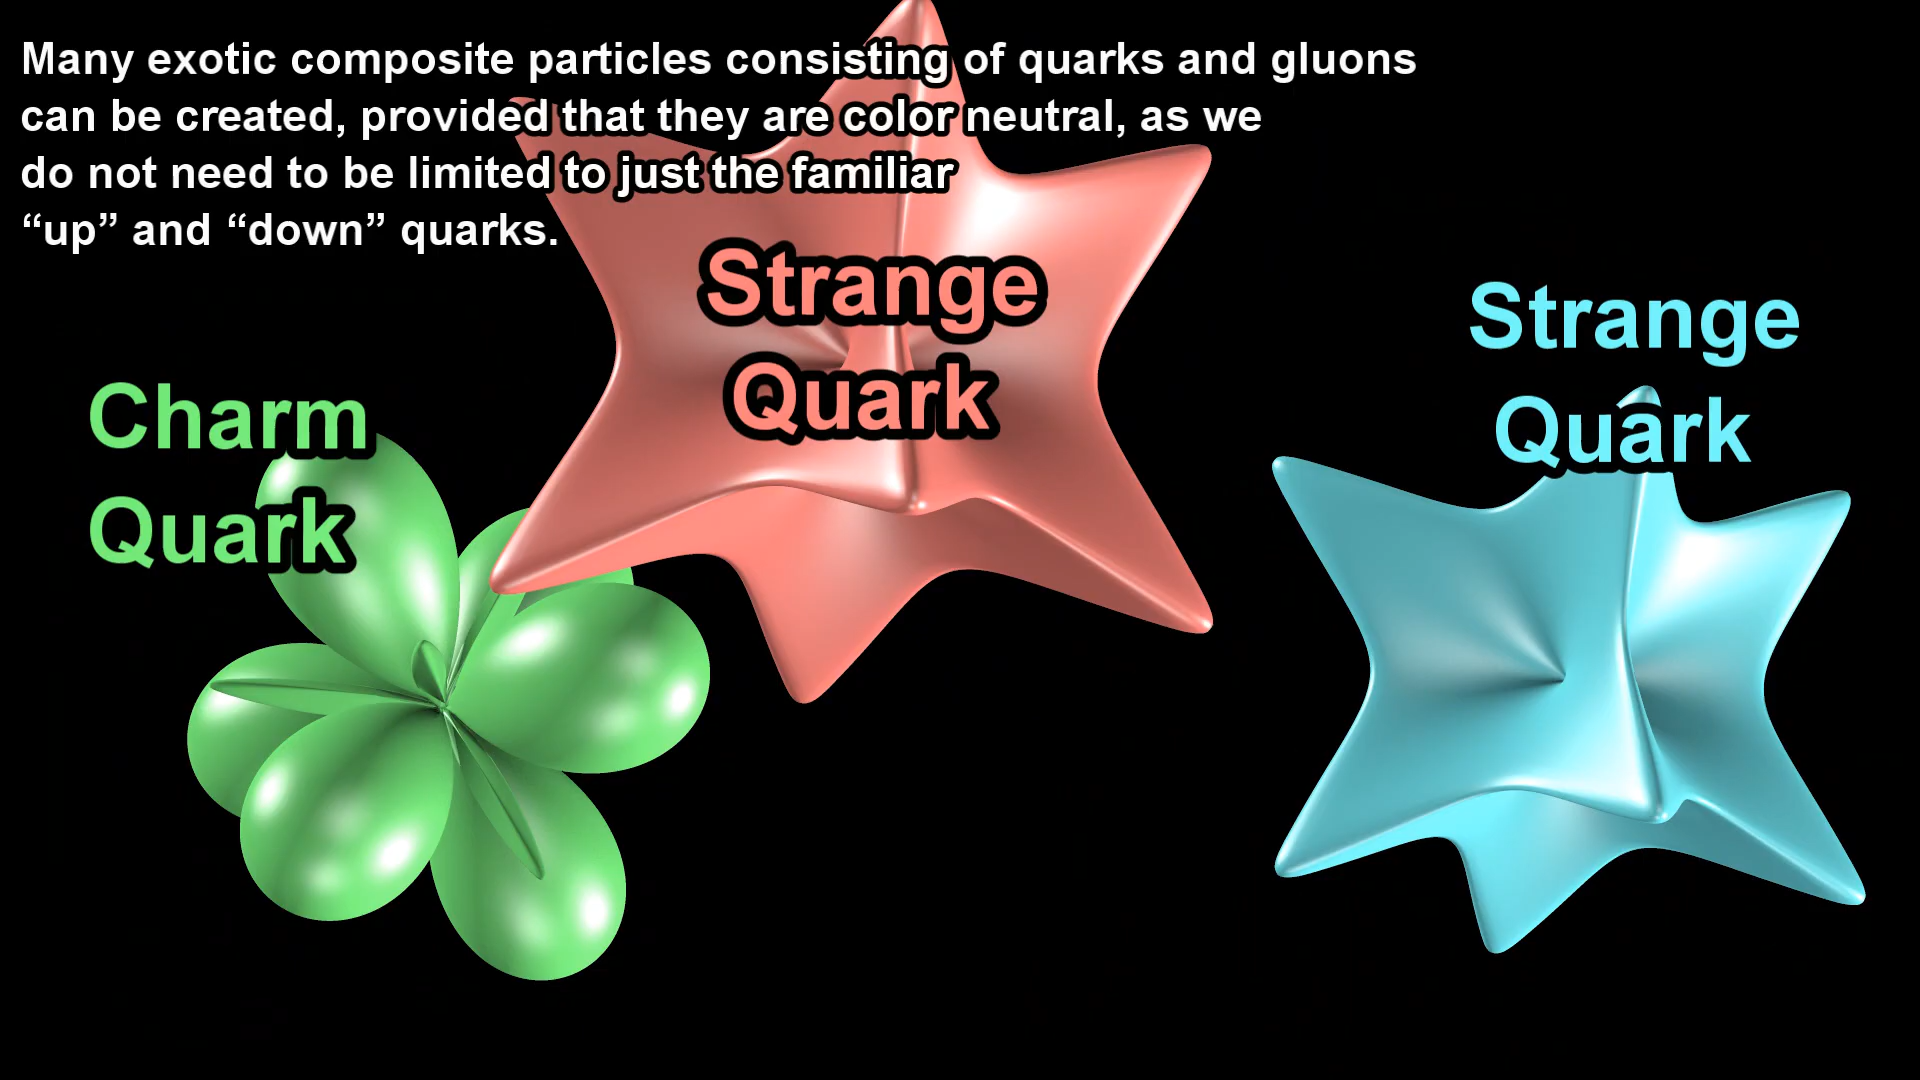 Many exotic composite particles consisting of quarks and gluons
can be created, provided that they are color neutral, as we
do not need to be limited to just the familiar
“up” and “down” quarks.
Strange
Quark
Strange
Quark
Charm
Quark